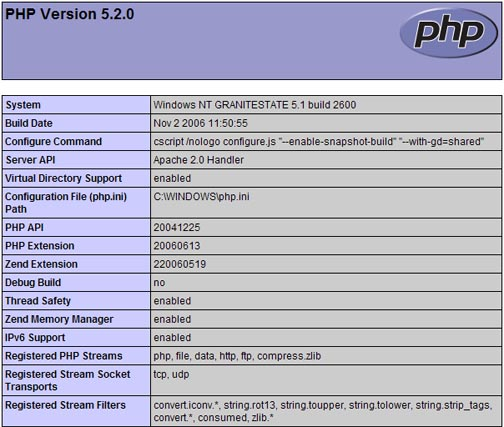 PHP Version 5.2.0
php
System Windows NT GRANITESTATE 5.1 build 2600
Build Date Nov 2 2006 11:50:55
Configure Command cscript /nologo configure.js "--enable-snapshot-build" "--with-gd=shared"
Server API Apache 2.0 Handler
Virtual Directory Support enabled
Configuration File (php.ini) C:\WINDOWS\php.ini
Path
PHP API 20041225
PHP Extension 20060613
Zend Extension 220060519
Debug Build no
Thread Safety enabled
Zend Memory Manager enabled
IPv6 Support enabled
Registered PHP Streams php, file, data, http, ftp, compress.zlib
Registered Stream Socket tcp, udp
Transports
Registered Stream Filters convert.iconv.*, string.rot13, string.toupper, string.tolower, string.strip_tags,
convert.*, consumed, zlib.*